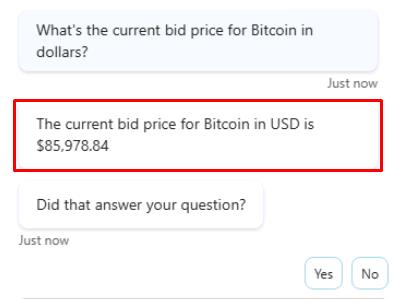 What's the current bid price for Bitcoin in
dollars?
Just now
The current bid price for Bitcoin in USD is
$85,978.84
Did that answer your question?
Just now
Yes No